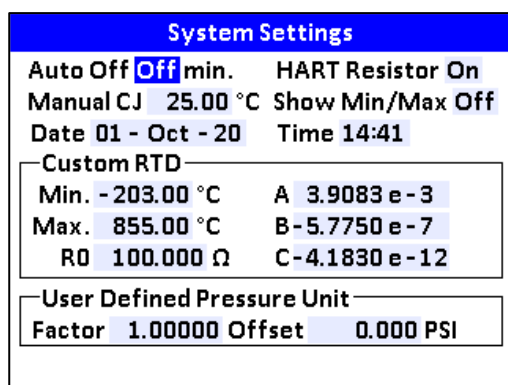 System Settings
Auto Off Off min. HART Resistor On
Manual CJ 25.00 °C Show Min/Max Off
Date 01 - Oct - 20 Time 14:41
Custom RTD
Min. - 203.00 °C A 3.9083 e - 3
Max. 855.00 °C B - 5.7750 e - 7
R0 100.000 Ω C - 4.1830 e - 12
User Defined Pressure Unit
Factor 1.00000 Offset 0.000 PSI